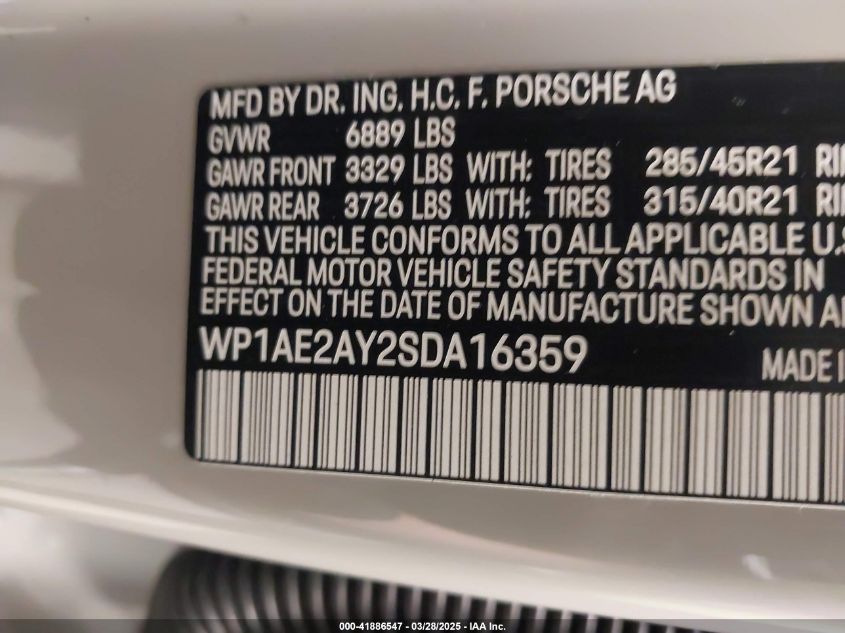 MFD BY DR. ING. H.C. F. PORSCHE AG
GVWR 6889 LBS
GAWR FRONT 3329 LBS WITH: TIRES 285/45R21
GAWR REAR 3726 LBS WITH: TIRES 315/40R21
THIS VEHICLE CONFORMS TO ALL APPLICABLE U.S
FEDERAL MOTOR VEHICLE SAFETY STANDARDS IN
EFFECT ON THE DATE OF MANUFACTURE SHOWN
WP1AE2AY2SDA16359 MADE
000-41886547 - 03/28/2025 - IAA Inc.